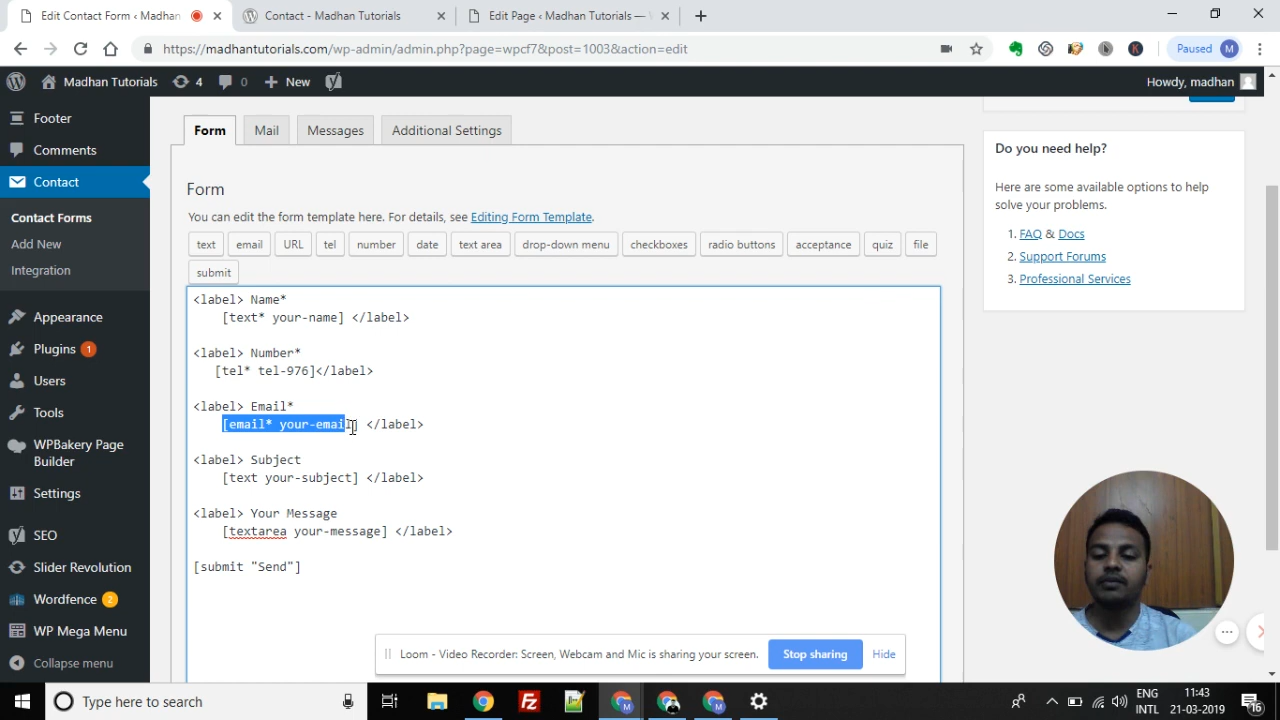 Edit Contact Form ‹ Madhan
Contact - Madhan Tutorials
Edit Page ‹ Madhan Tutorials —
https://madhantutorials.com/wp-admin/admin.php?page=wpcf7&post=1003&action=edit
Paused M
Madhan Tutorials 4 0 New
Howdy, madhan
Footer
Comments
Contact
Contact Forms
Add New
Integration
Appearance
Plugins 1
Users
Tools
WPBakery Page
Builder
Settings
SEO
Slider Revolution
Wordfence 2
WP Mega Menu
Collapse menu
Form Mail Messages Additional Settings
Form
You can edit the form template here. For details, see Editing Form Template.
text email URL tel number date text area drop-down menu checkboxes radio buttons acceptance quiz file
submit
<label> Name*
[text* your-name] </label>
<label> Number*
[tel* tel-976]</label>
<label> Email*
[email* your-email] </label>
<label> Subject
[text your-subject] </label>
<label> Your Message
[textarea your-message] </label>
[submit "Send"]
Do you need help?
Here are some available options to help
solve your problems.
1. FAQ & Docs
2. Support Forums
3. Professional Services
Loom - Video Recorder: Screen, Webcam and Mic is sharing your screen. Stop sharing Hide
Type here to search
ENG
INTL
11:43
21-03-2019
16